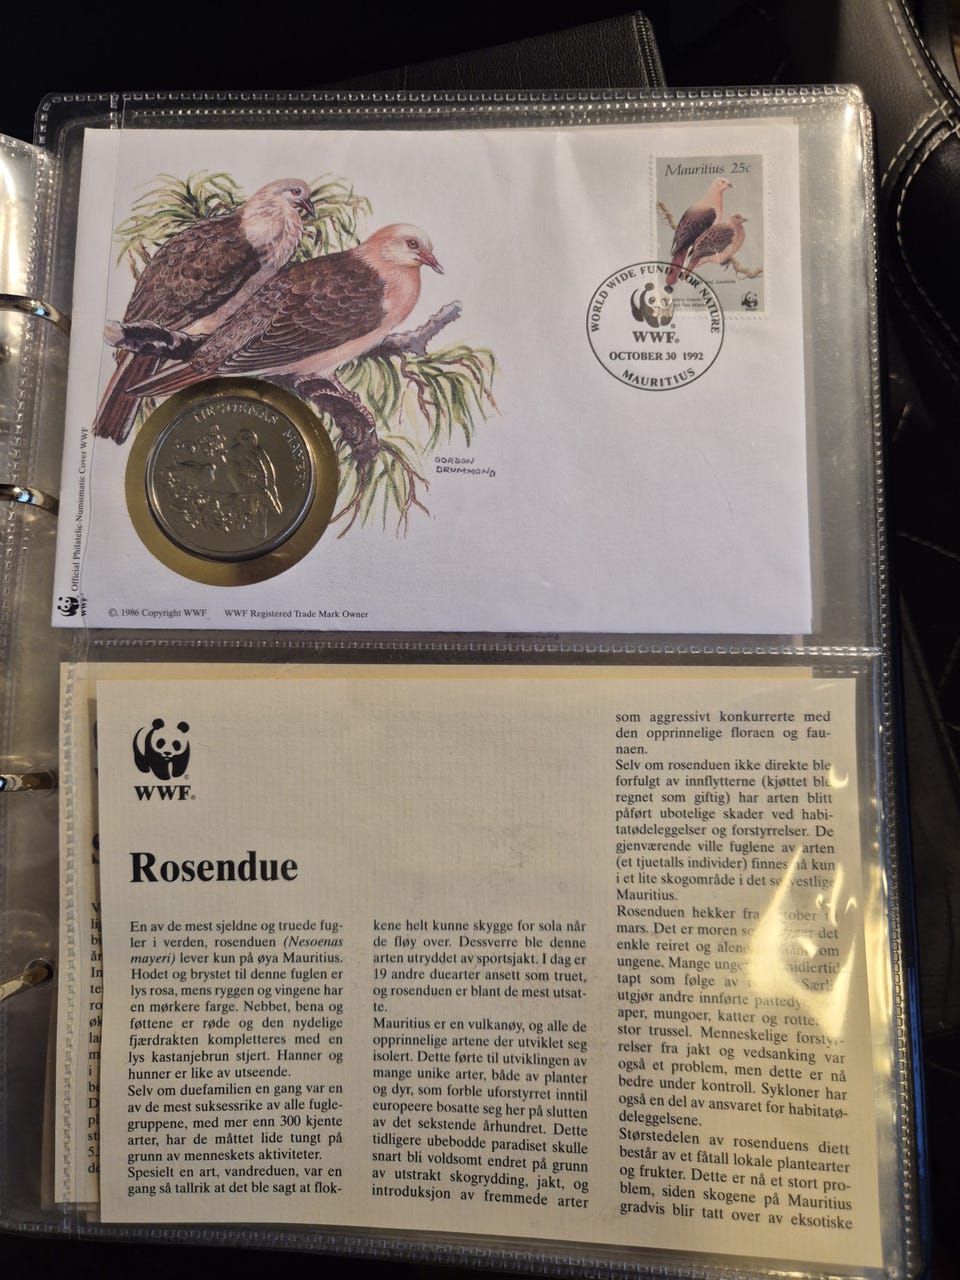 Mauritius 25c
WORLD WIDE FUND FOR NATURE
WWF®
OCTOBER 30 1992
MAURITIUS
NESOENAS MAYERI
GORDON
DRUMMOND
Official Philatelic-Numismatic Cover WWF
WWF
©, 1986 Copyright WWF WWF Registered Trade Mark Owner
DRUMMOND
WWF®
Rosendue
En av de mest sjeldne og truede fug-
ler i verden, rosenduen (Nesoenas
mayeri) lever kun på øya Mauritius.
Hodet og brystet til denne fuglen er
lys rosa, mens ryggen og vingene har
en mørkere farge. Nebbet, bena og
føttene er røde og den nydelige
fjærdrakten kompletteres med en
lys kastanjebrun stjert. Hanner og
hunner er like av utseende.
Selv om duefamilien en gang var en
av de mest suksessrike av alle fugle-
gruppene, med mer enn 300 kjente
arter, har de måttet lide tungt på
grunn av menneskets aktiviteter.
Spesielt en art, vandreduen, var en
gang så tallrik at det ble sagt at flok-
kene helt kunne skygge for sola når
de fløy over. Dessverre ble denne
arten utryddet av sportsjakt. I dag er
19 andre duearter ansett som truet,
og rosenduen er blant de mest utsat-
te.
Mauritius er en vulkanøy, og alle de
opprinnelige artene der utviklet seg
isolert. Dette førte til utviklingen av
mange unike arter, både av planter
og dyr, som forble uforstyrret inntil
europeere bosatte seg her på slutten
av det sekstende århundret. Dette
tidligere ubebodde paradiset skulle
snart bli voldsomt endret på grunn
av utstrakt skogrydding, jakt, og
introduksjon av fremmede arter
som aggressivt konkurrerte med
den opprinnelige floraen og fau-
naen.
Selv om rosenduen ikke direkte ble
forfulgt av innflytterne (kjøttet ble
regnet som giftig) har arten blitt
påført ubotelige skader ved habi-
tatødeleggelser og forstyrrelser. De
gjenværende ville fuglene av arten
(et tjuetalls individer) finnes nå kun
i et lite skogområde i det sørvestlige
Mauritius.
Rosenduen hekker fra oktober til
mars. Det er moren som det
enkle reiret og alene om
ungene. Mange
tapt som følge av
utgjør andre innførte pattedyr
aper, mungoer, katter og rotter,
stor trussel. Menneskelige forstyr-
relser fra jakt og vedsanking var
også et problem, men dette er nå
bedre under kontroll. Sykloner har
også en del av ansvaret for habitatø-
deleggelsene.
Størstedelen av rosenduens diett
består av et fåtall lokale plantearter
og frukter. Dette er nå et stort pro-
blem, siden skogene på Mauritius
gradvis blir tatt over av eksotiske